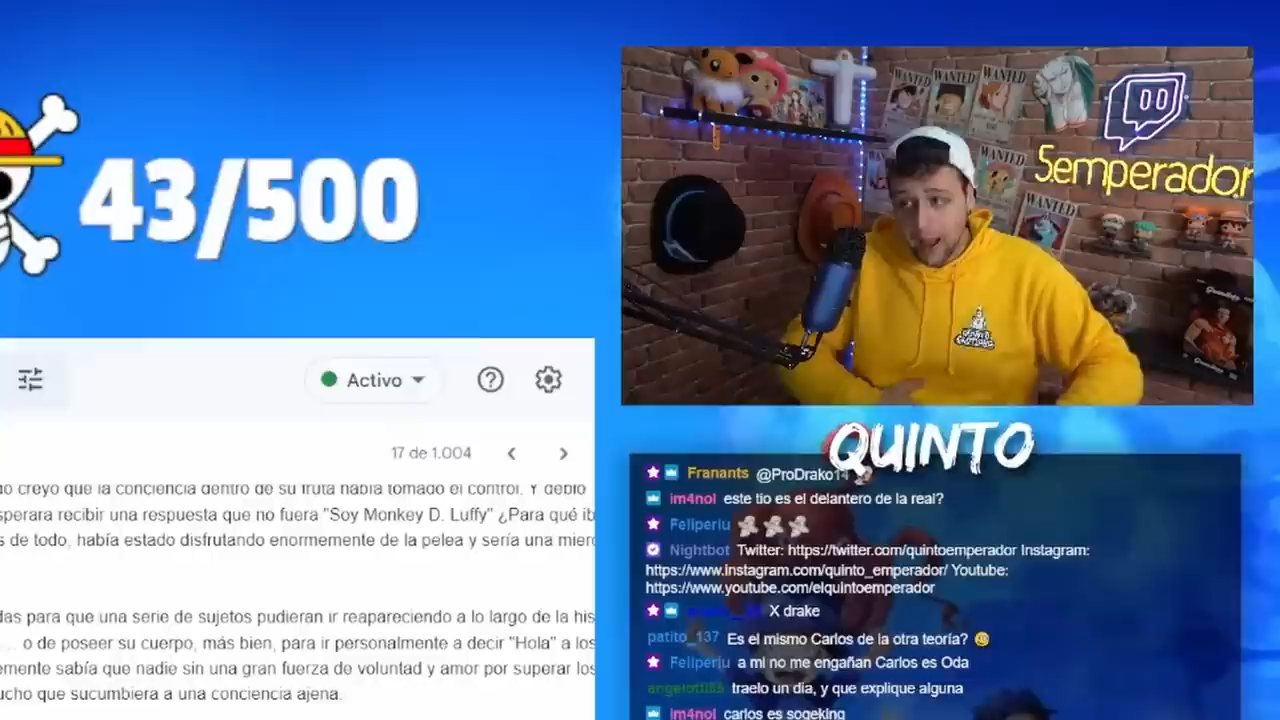 43/500
WANTED
WANTED
WANTED
WANTED
WANTED
5emperador
Activo
17 de 1.004
do creyó que la conciencia dentro de su fruta había tomado el control. Y debió
sperara recibir una respuesta que no fuera "Soy Monkey D. Luffy" ¿Para qué ib
s de todo, había estado disfrutando enormemente de la pelea y sería una mier
das para que una serie de sujetos pudieran ir reapareciendo a lo largo de la his
... o de poseer su cuerpo, más bien, para ir personalmente a decir "Hola" a los
emente sabía que nadie sin una gran fuerza de voluntad y amor por superar los
ucho que sucumbiera a una conciencia ajena.
QUINTO
Franants @ProDrako14
im4nol este tio es el delantero de la real?
Feliperiu
Nightbot Twitter: https://twitter.com/quintoemperador Instagram:
https://www.instagram.com/quinto_emperador/ Youtube:
https://www.youtube.com/elquintoemperador
X drake
patito_137 Es el mismo Carlos de la otra teoría?
Feliperiu a mi no me engañan Carlos es Oda
traelo un día, y que explique alguna
im4nol carlos es sogeking